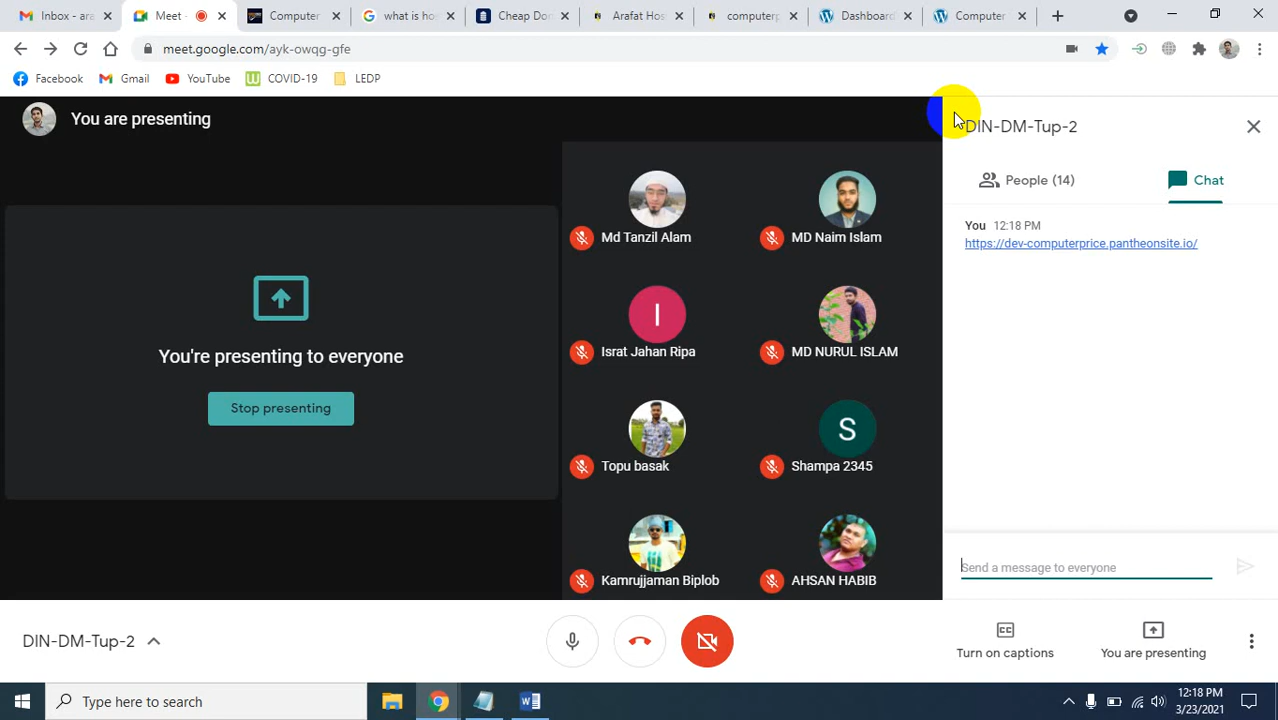 Inbox - ara
Meet -
Computer
what is ho
Cheap Do
Arafat Hos
computerp
Dashboard
Computer
meet.google.com/ayk-owqg-gfe
Facebook
Gmail
YouTube
COVID-19
LEDP
You are presenting
DIN-DM-Tup-2
People (14)
Chat
You 12:18 PM
https://dev-computerprice.pantheonsite.io/
Md Tanzil Alam
MD Naim Islam
I
Israt Jahan Ripa
MD NURUL ISLAM
You're presenting to everyone
Stop presenting
S
Topu basak
Shampa 2345
Kamrujjaman Biplob
AHSAN HABIB
Send a message to everyone
DIN-DM-Tup-2
CC
Turn on captions
You are presenting
Type here to search
12:18 PM
3/23/2021